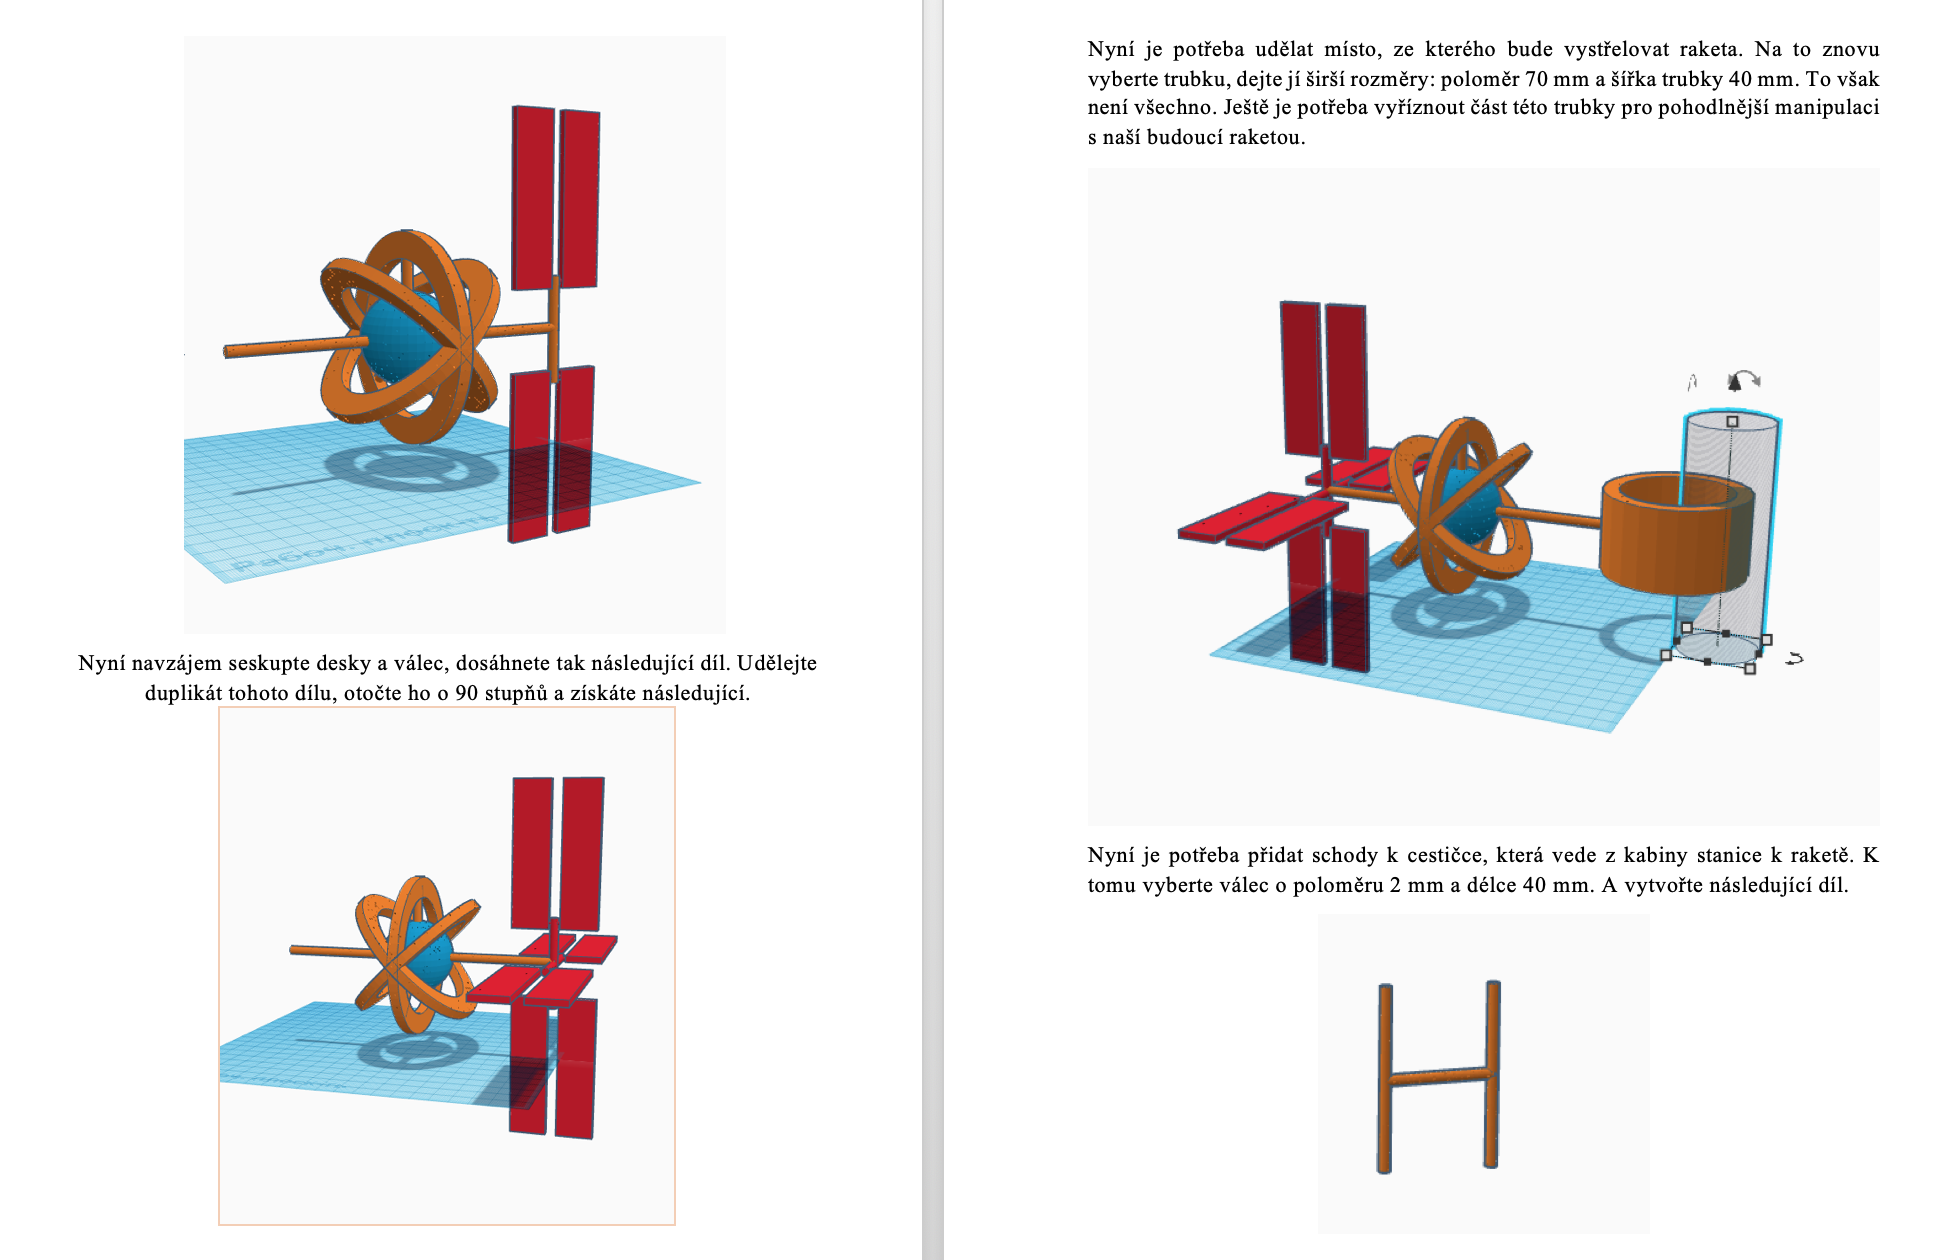 Nyní navzájem seskupte desky a válec, dosáhnete tak následující díl. Udělejte
duplikát tohoto dílu, otočte ho o 90 stupňů a získáte následující.
Nyní je potřeba udělat místo, ze kterého bude vystřelovat raketa. Na to znovu
vyberte trubku, dejte jí širší rozměry: poloměr 70 mm a šířka trubky 40 mm. To však
není všechno. Ještě je potřeba vyříznout část této trubky pro pohodlnější manipulaci
s naší budoucí raketou.
Nyní je potřeba přidat schody k cestičce, která vede z kabiny stanice k raketě. K
tomu vyberte válec o poloměru 2 mm a délce 40 mm. A vytvořte následující díl.